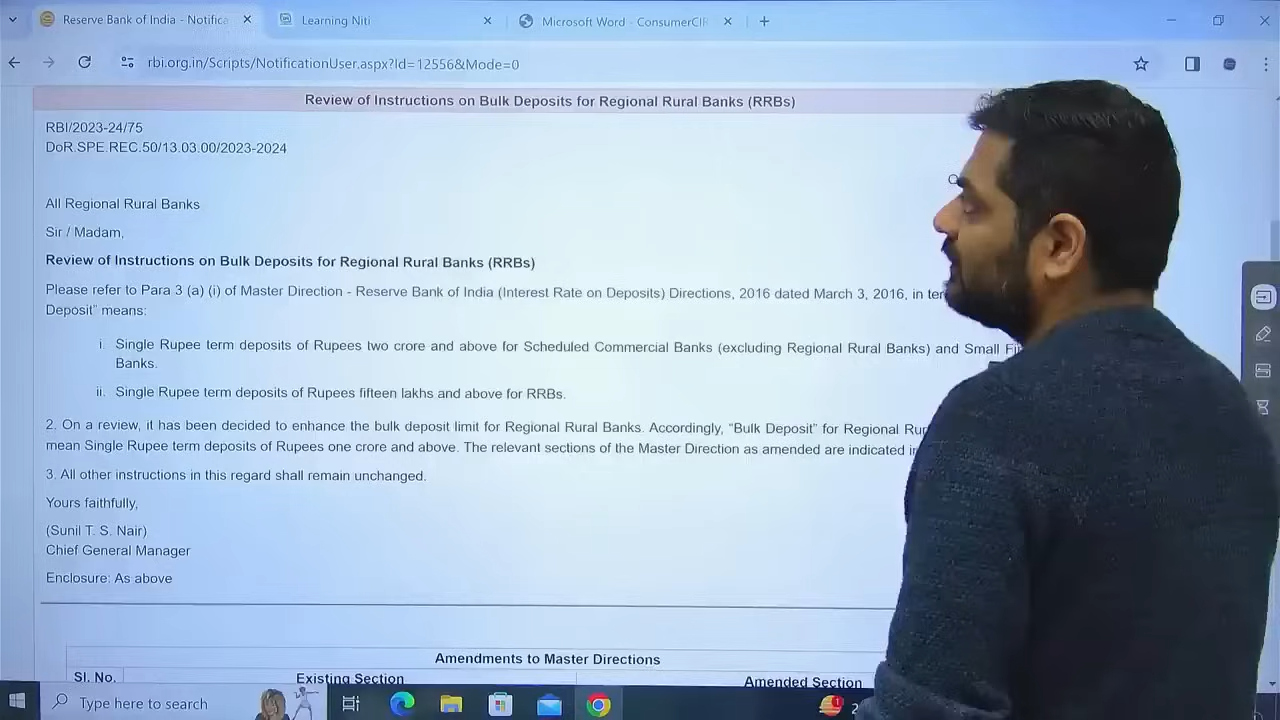 Reserve Bank of India - Notifica
Learning Niti
Microsoft Word - ConsumerCIR
rbi.org.in/Scripts/NotificationUser.aspx?Id=12556&Mode=0
Review of Instructions on Bulk Deposits for Regional Rural Banks (RRBs)
RBI/2023-24/75
DoR.SPE.REC.50/13.03.00/2023-2024
All Regional Rural Banks
Sir / Madam,
Review of Instructions on Bulk Deposits for Regional Rural Banks (RRBs)
Please refer to Para 3 (a) (i) of Master Direction - Reserve Bank of India (Interest Rate on Deposits) Directions, 2016 dated March 3, 2016, in
Deposit” means:
i. Single Rupee term deposits of Rupees two crore and above for Scheduled Commercial Banks (excluding Regional Rural Banks) and Small
Banks.
ii. Single Rupee term deposits of Rupees fifteen lakhs and above for RRBs.
2. On a review, it has been decided to enhance the bulk deposit limit for Regional Rural Banks. Accordingly, “Bulk Deposit” for Regional
mean Single Rupee term deposits of Rupees one crore and above. The relevant sections of the Master Direction as amended are indicated
3. All other instructions in this regard shall remain unchanged.
Yours faithfully,
(Sunil T. S. Nair)
Chief General Manager
Enclosure: As above
Amendments to Master Directions
Sl. No. Existing Section Amended Section
Type here to search